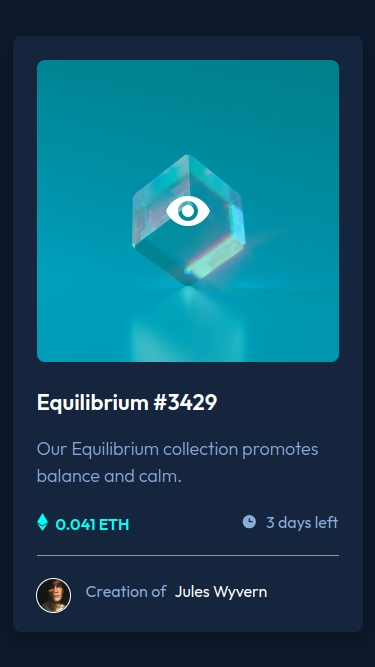 Equilibrium #3429
Our Equilibrium collection promotes
balance and calm.
0.041 ETH
3 days left
Creation of Jules Wyvern